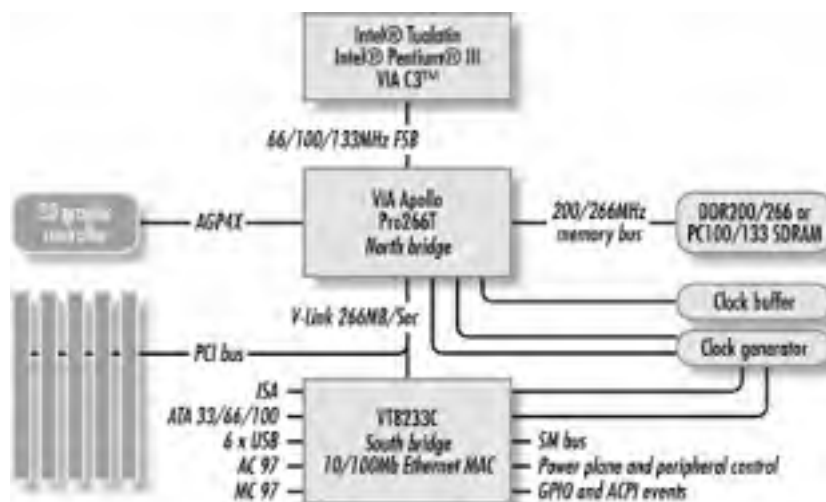 Intel® Tualatin
Intel® Pentium® III
VIA C3™
66/100/133MHz FSB
3D graphic
controller
AGP4X
VIA Apollo
Pro266T
North bridge
200/266MHz
memory bus
DDR200/266 or
PC100/133 SDRAM
Clock buffer
V-Link 266MB/Sec
Clock generator
PCI bus
ISA
ATA 33/66/100
6 x USB
AC 97
MC 97
VT8233C
South bridge
10/100Mb Ethernet MAC
SM bus
Power plane and peripheral control
GPIO and ACPI events